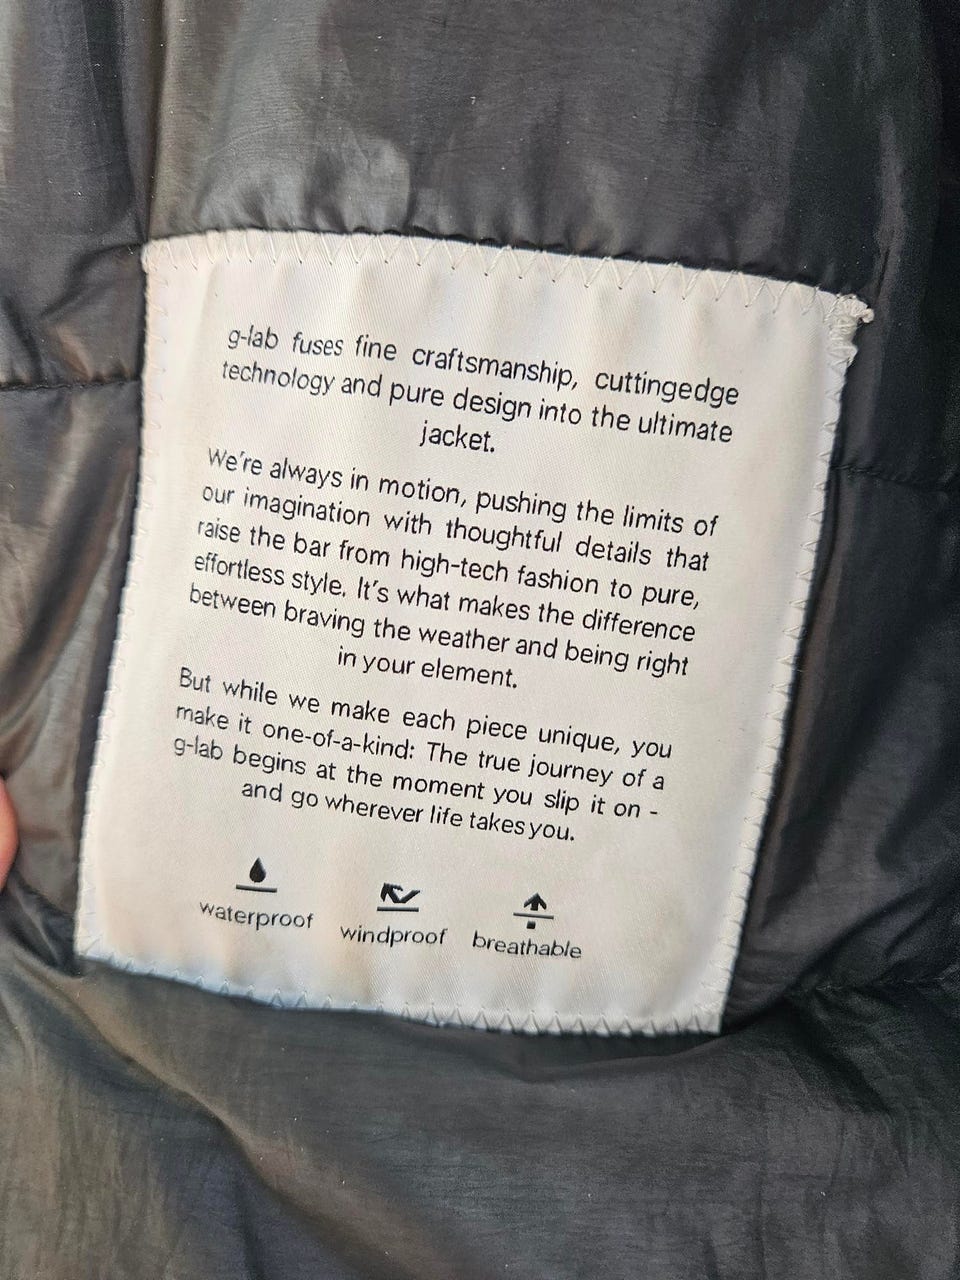 g-lab fuses fine craftsmanship, cuttingedge
technology and pure design into the ultimate
jacket.
We're always in motion, pushing the limits of
our imagination with thoughtful details that
raise the bar from high-tech fashion to pure,
effortless style. It's what makes the difference
between braving the weather and being right
in your element.
But while we make each piece unique, you
make it one-of-a-kind: The true journey of a
g-lab begins at the moment you slip it on -
and go wherever life takes you.
waterproof windproof breathable